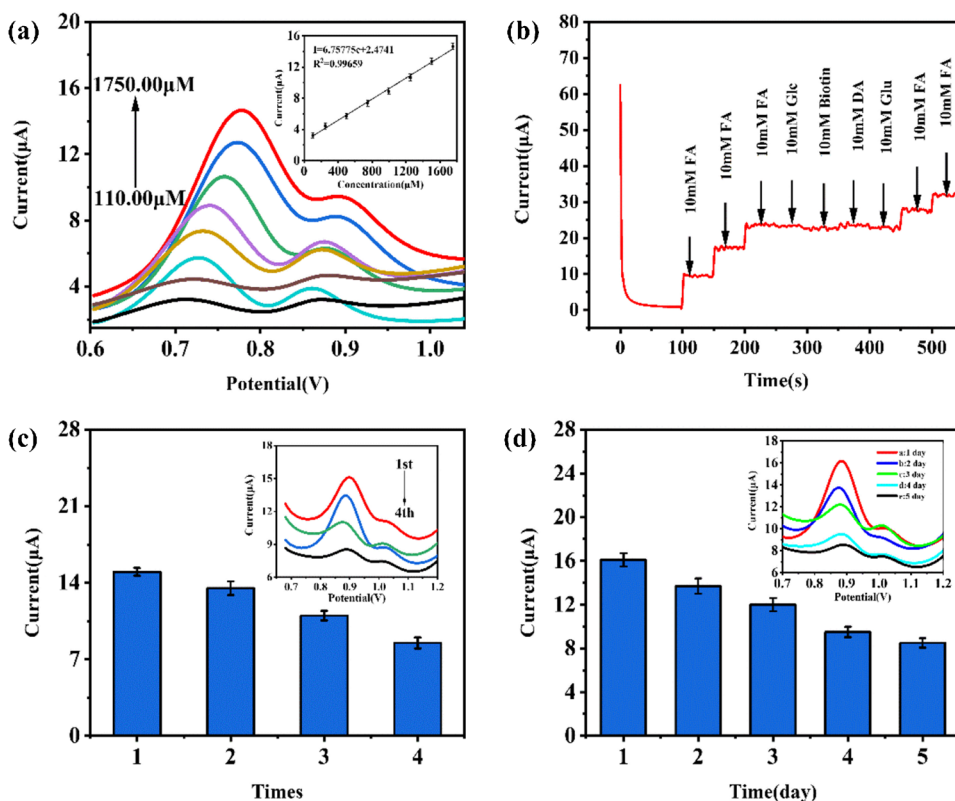 (a)
20
16
12
8
4
Current(μA)
1750.00μM
110.00μM
0.6 0.7 0.8 0.9 1.0
Potential(V)
I=6.75775c+2.4741
R²=0.99659
16
12
8
4
0
Current(μA)
0 400 800 1200 1600
Concentration(μM)
(b)
80
70
60
50
40
30
20
10
0
Current(μA)
10mM FA
10mM FA
10mM FA
10mM Glc
10mM Biotin
10mM DA
10mM Glu
10mM FA
10mM FA
0 100 200 300 400 500
Time(s)
(c)
28
21
14
7
0
Current(μA)
1 2 3 4
Times
18
15
12
9
6
Current(μA)
1st
4th
0.7 0.8 0.9 1.0 1.1 1.2
Potential(V)
(d)
28
24
20
16
12
8
4
0
Current(μA)
1 2 3 4 5
Time(day)
18
16
14
12
10
8
6
Current(μA)
a:1 day
b:2 day
c:3 day
d:4 day
e:5 day
0.7 0.8 0.9 1.0 1.1 1.2
Potential(V)